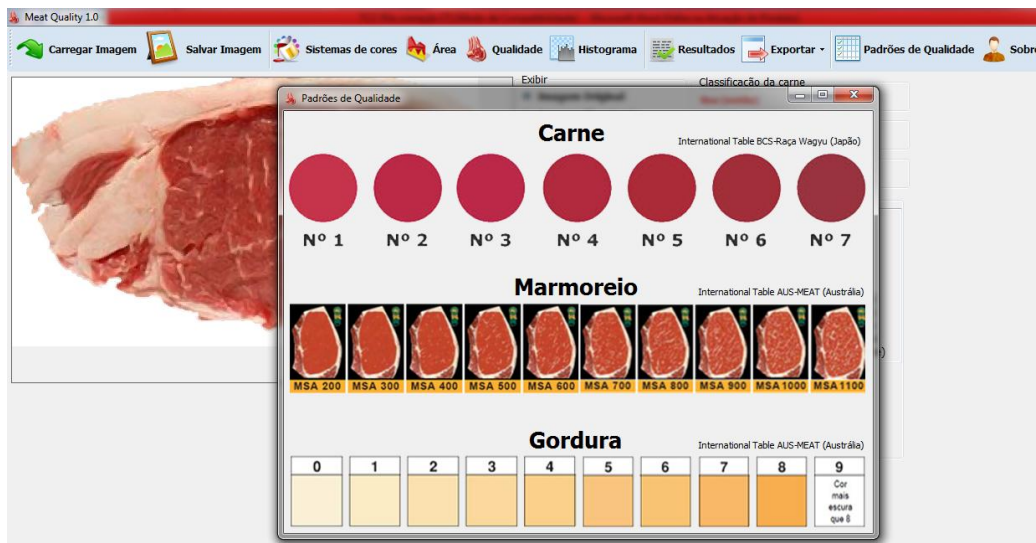 Meat Quality 1.0
Carregar Imagem Salvar Imagem Sistemas de cores Área Qualidade Histograma Resultados Exportar Padrões de Qualidade Sobre
Exibir Classificação da carne
Padrões de Qualidade
Carne International Table BCS-Raça Wagyu (Japão)
Nº 1 Nº 2 Nº 3 Nº 4 Nº 5 Nº 6 Nº 7
Marmoreio International Table AUS-MEAT (Austrália)
MSA 200 MSA 300 MSA 400 MSA 500 MSA 600 MSA 700 MSA 800 MSA 900 MSA 1000 MSA 1100
Gordura International Table AUS-MEAT (Austrália)
0 1 2 3 4 5 6 7 8 9
Cor
mais
escura
que 8